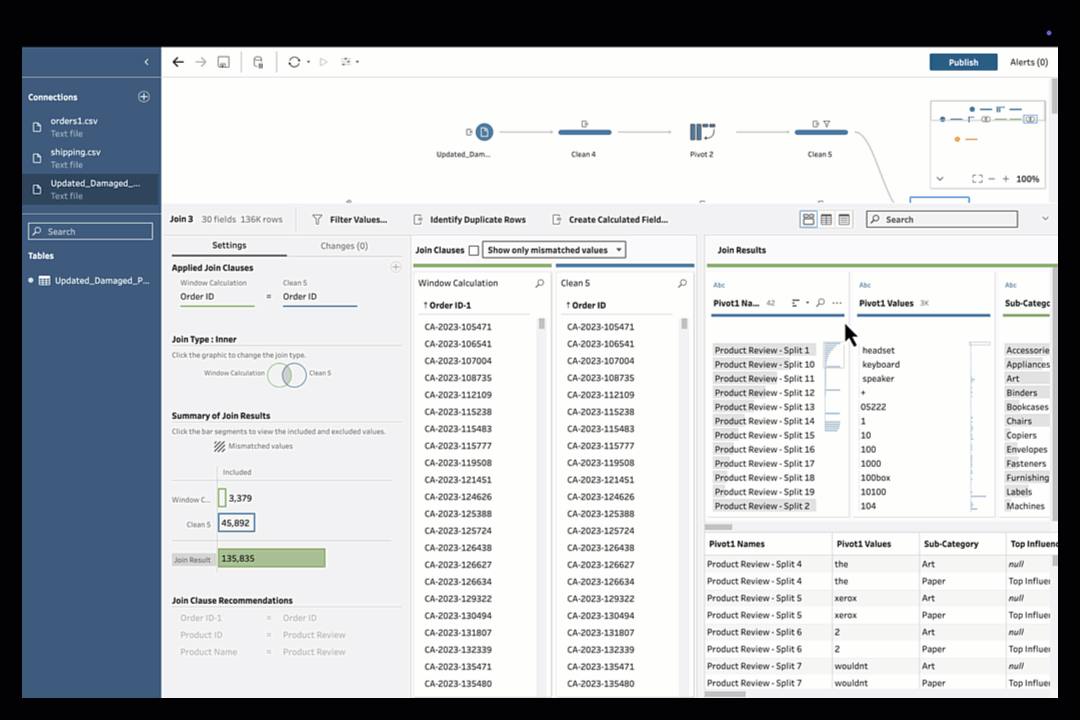 Publish
Alerts (0)
Connections
orders1.csv
Text file
shipping.csv
Text file
Updated_Damaged_...
Text file
Search
Tables
Updated_Damaged_P...
Updated_Dam...
Clean 4
Pivot 2
Clean 5
100%
Join 3 30 fields 136K rows
Filter Values...
Identify Duplicate Rows
Create Calculated Field...
Search
Settings
Changes (0)
Applied Join Clauses
Window Calculation Clean 5
Order ID = Order ID
Join Type : Inner
Click the graphic to change the join type.
Window Calculation Clean 5
Summary of Join Results
Click the bar segments to view the included and excluded values.
Mismatched values
Included
Window C... 3,379
Clean 5 45,892
Join Result 135,835
Join Clause Recommendations
Order ID-1 = Order ID
Product ID = Product Review
Product Name = Product Review
Join Clauses Show only mismatched values
Window Calculation
Order ID-1
CA-2023-105471
CA-2023-106541
CA-2023-107004
CA-2023-108735
CA-2023-112109
CA-2023-115238
CA-2023-115483
CA-2023-115777
CA-2023-119508
CA-2023-121451
CA-2023-124626
CA-2023-125388
CA-2023-125724
CA-2023-126438
CA-2023-126627
CA-2023-126634
CA-2023-129322
CA-2023-130494
CA-2023-131807
CA-2023-132339
CA-2023-135471
CA-2023-135480
Clean 5
Order ID
CA-2023-105471
CA-2023-106541
CA-2023-107004
CA-2023-108735
CA-2023-112109
CA-2023-115238
CA-2023-115483
CA-2023-115777
CA-2023-119508
CA-2023-121451
CA-2023-124626
CA-2023-125388
CA-2023-125724
CA-2023-126438
CA-2023-126627
CA-2023-126634
CA-2023-129322
CA-2023-130494
CA-2023-131807
CA-2023-132339
CA-2023-135471
CA-2023-135480
Join Results
Abc
Pivot1 Na... 42
Product Review - Split 1
Product Review - Split 10
Product Review - Split 11
Product Review - Split 12
Product Review - Split 13
Product Review - Split 14
Product Review - Split 15
Product Review - Split 16
Product Review - Split 17
Product Review - Split 18
Product Review - Split 19
Product Review - Split 2
Abc
Pivot1 Values 3K
headset
keyboard
speaker
+
05222
1
10
100
1000
100box
10100
104
Abc
Sub-Categ
Accessorie
Appliances
Art
Binders
Bookcases
Chairs
Copiers
Envelopes
Fasteners
Furnishing
Labels
Machines
Pivot1 Names Pivot1 Values Sub-Category Top Influen
Product Review - Split 4 the Art null
Product Review - Split 4 the Paper Top Influe
Product Review - Split 5 xerox Art null
Product Review - Split 5 xerox Paper Top Influe
Product Review - Split 6 2 Art null
Product Review - Split 6 2 Paper Top Influe
Product Review - Split 7 wouldnt Art null
Product Review - Split 7 wouldnt Paper Top Influe